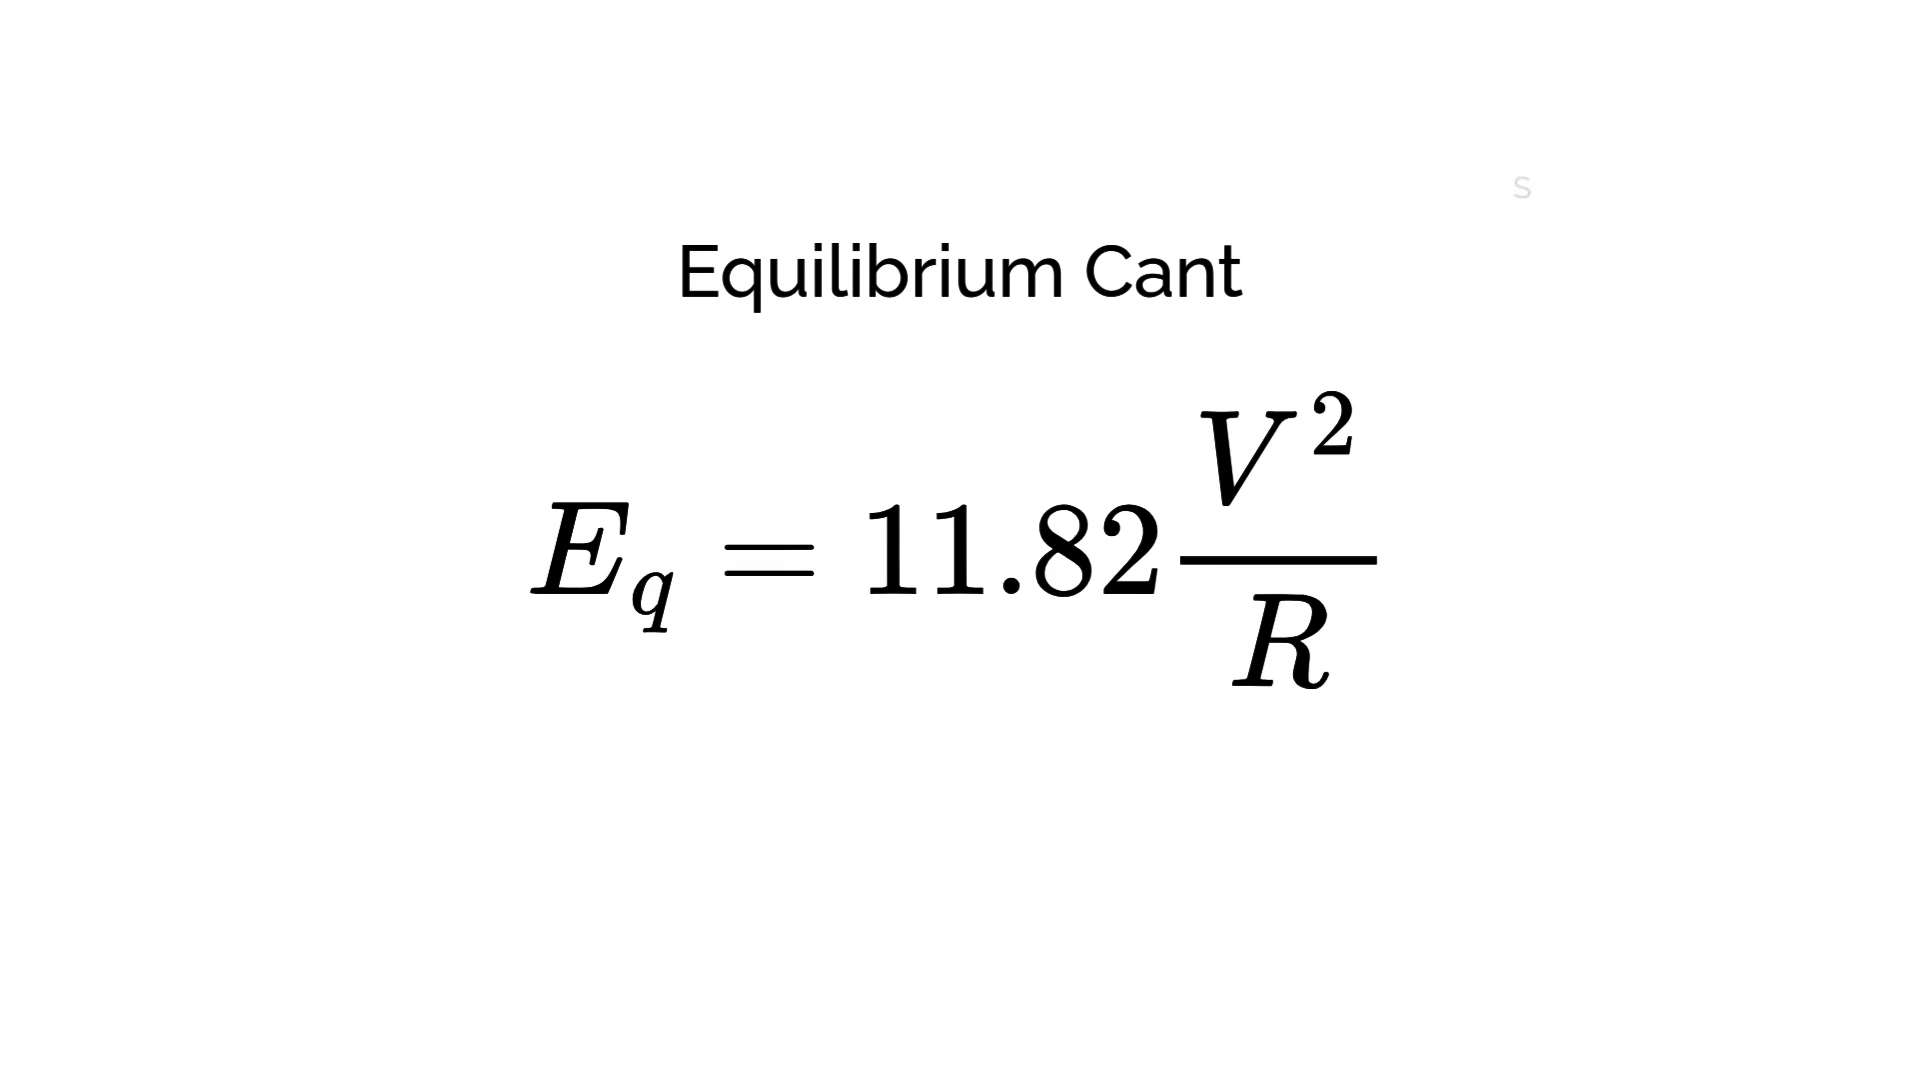 s
Equilibrium Cant
E_q = 11.82 V^2/R